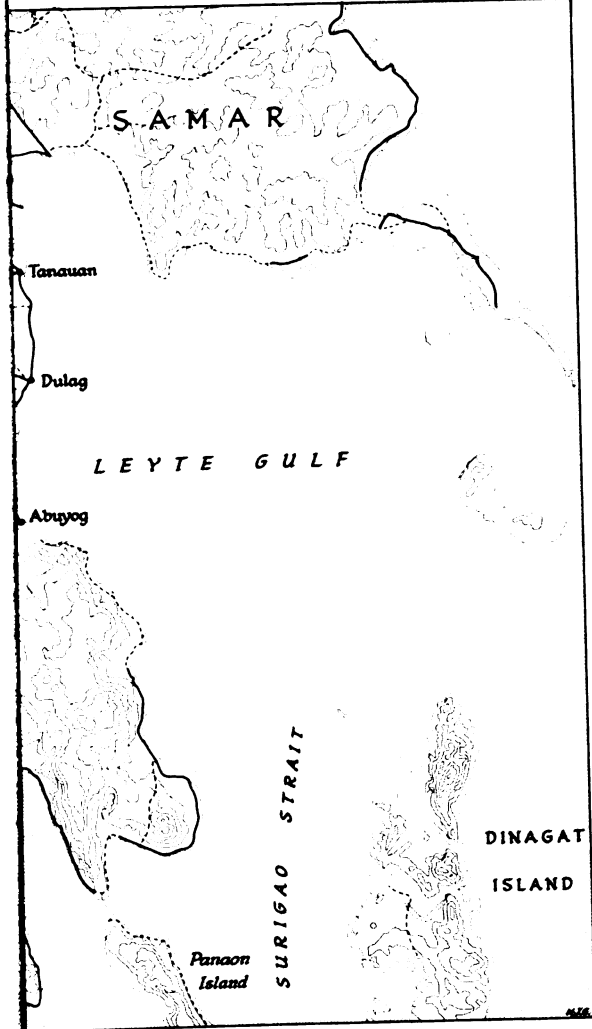 SAMAR
Tanauan
Dulag
LEYTE GULF
Abuyog
SURIGAO STRAIT
DINAGAT
ISLAND
Panaon
Island